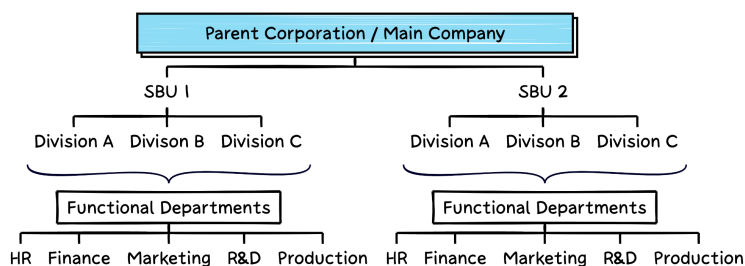 Parent Corporation / Main Company
SBU 1
SBU 2
Division A Divison B Division C
Division A Divison B Division C
Functional Departments
Functional Departments
HR Finance Marketing R&D Production
HR Finance Marketing R&D Production